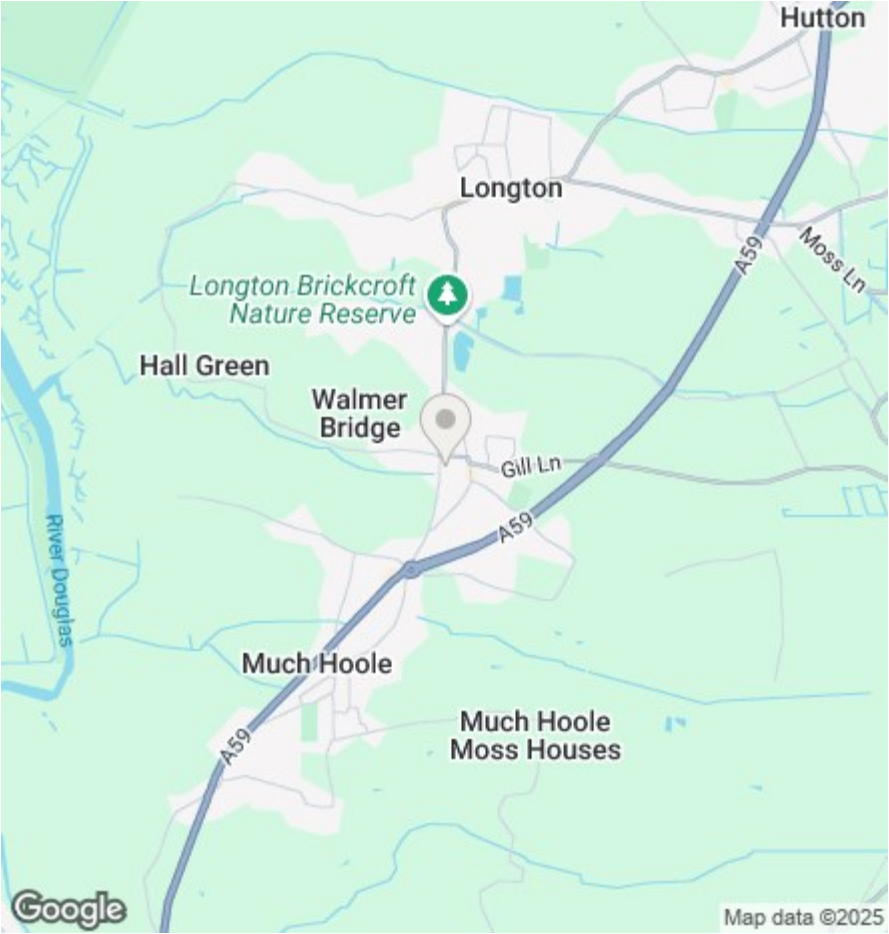 Hutton
Longton
A59
Moss Ln
Longton Brickcroft
Nature Reserve
Hall Green
Walmer
Bridge
Gill Ln
A59
River Douglas
Much Hoole
Much Hoole
Moss Houses
A59
Google
Map data ©2025